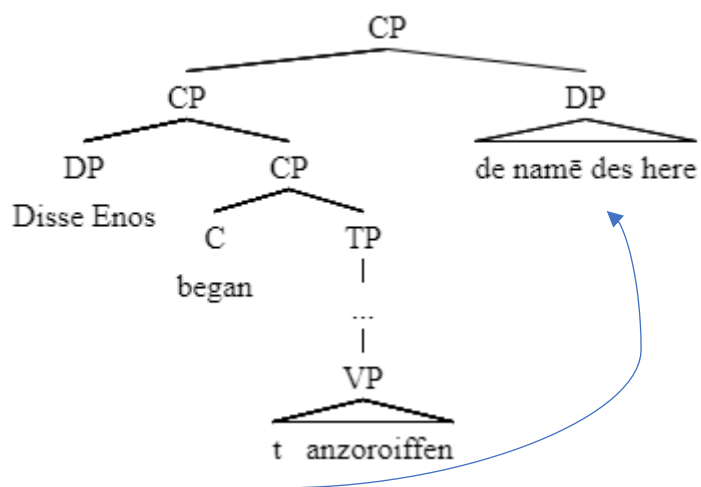 CP
CP DP
DP CP de namē des here
Disse Enos C TP
began
...
VP
t anzoroiffen